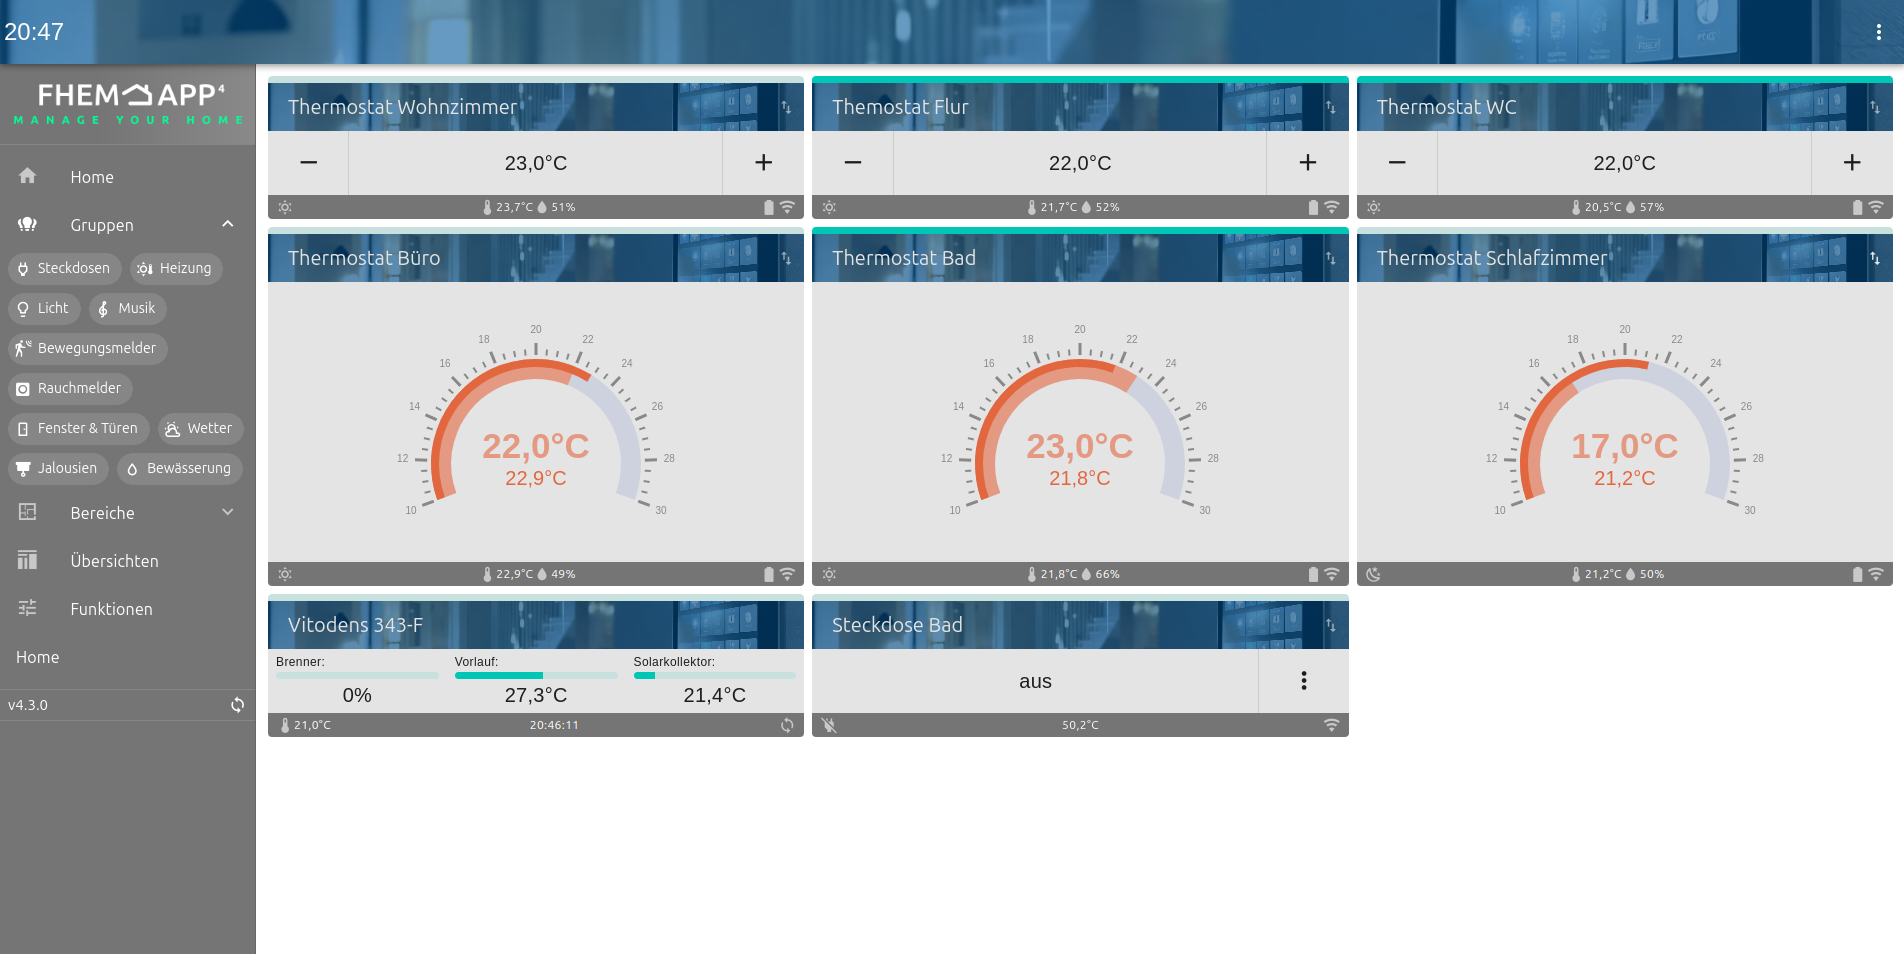 20:47
FHEM APP 4
MANAGE YOUR HOME
Home
Gruppen
Steckdosen
Heizung
Licht
Musik
Bewegungsmelder
Rauchmelder
Fenster & Türen
Wetter
Jalousien
Bewässerung
Bereiche
Übersichten
Funktionen
Home
v4.3.0
Thermostat Wohnzimmer
− 23,0°C +
23,7°C 51%
Themostat Flur
− 22,0°C +
21,7°C 52%
Thermostat WC
− 22,0°C +
20,5°C 57%
Thermostat Büro
10 12 14 16 18 20 22 24 26 28 30
22,0°C
22,9°C
22,9°C 49%
Thermostat Bad
10 12 14 16 18 20 22 24 26 28 30
23,0°C
21,8°C
21,8°C 66%
Thermostat Schlafzimmer
10 12 14 16 18 20 22 24 26 28 30
17,0°C
21,2°C
21,2°C 50%
Vitodens 343-F
Brenner: Vorlauf: Solarkollektor:
0% 27,3°C 21,4°C
21,0°C 20:46:11
Steckdose Bad
aus
50,2°C